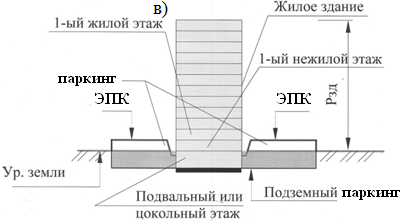 в)
1-ый жилой этаж
Жилое здание
1-ый нежилой этаж
паркинг
ЭПК
ЭПК
Рзд
Ур. земли
Подвальный или
цокольный этаж
Подземный паркинг